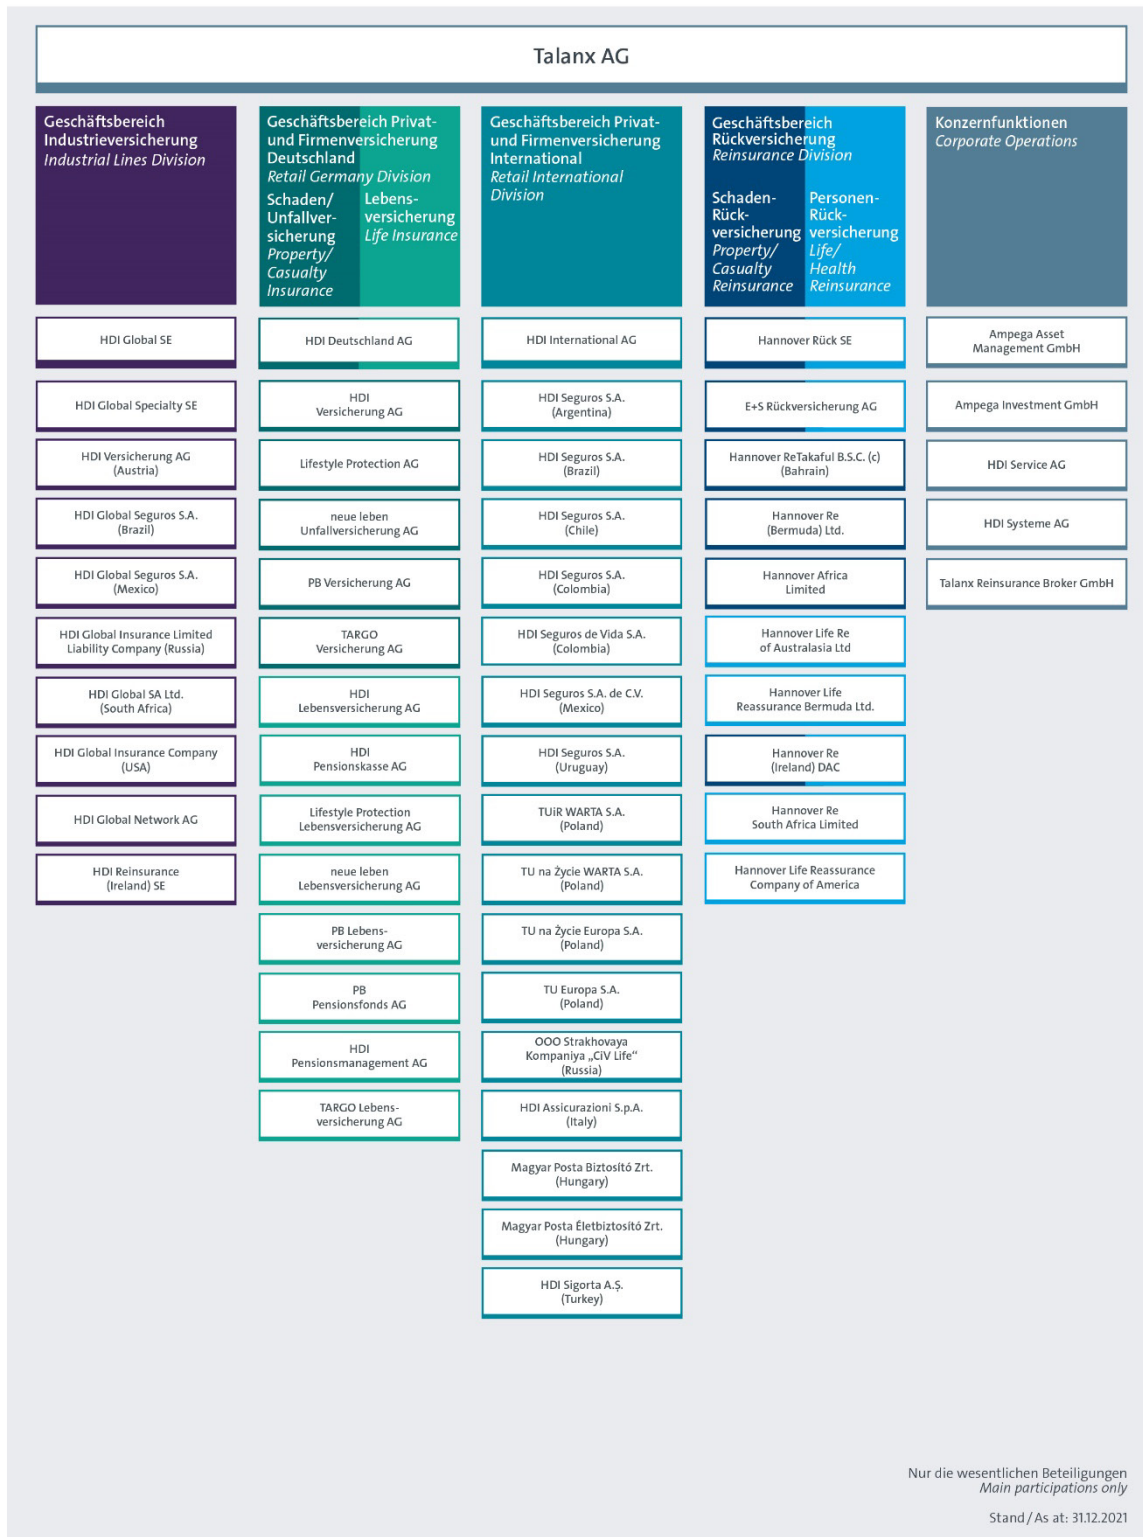 Talanx AG
Geschäftsbereich
Industrieversicherung
Industrial Lines Division
HDI Global SE
HDI Global Specialty SE
HDI Versicherung AG
(Austria)
HDI Global Seguros S.A.
(Brazil)
HDI Global Seguros S.A.
(Mexico)
HDI Global Insurance Limited
Liability Company (Russia)
HDI Global SA Ltd.
(South Africa)
HDI Global Insurance Company
(USA)
HDI Global Network AG
HDI Reinsurance
(Ireland) SE
Geschäftsbereich Privat-
und Firmenversicherung
Deutschland
Retail Germany Division
Schaden/
Unfallver-
sicherung
Property/
Casualty
Insurance
Lebens-
versicherung
Life Insurance
HDI Deutschland AG
HDI
Versicherung AG
Lifestyle Protection AG
neue leben
Unfallversicherung AG
PB Versicherung AG
TARGO
Versicherung AG
HDI
Lebensversicherung AG
HDI
Pensionskasse AG
Lifestyle Protection
Lebensversicherung AG
neue leben
Lebensversicherung AG
PB Lebens-
versicherung AG
PB
Pensionsfonds AG
HDI
Pensionsmanagement AG
TARGO Lebens-
versicherung AG
Geschäftsbereich Privat-
und Firmenversicherung
International
Retail International
Division
HDI International AG
HDI Seguros S.A.
(Argentina)
HDI Seguros S.A.
(Brazil)
HDI Seguros S.A.
(Chile)
HDI Seguros S.A.
(Colombia)
HDI Seguros de Vida S.A.
(Colombia)
HDI Seguros S.A. de C.V.
(Mexico)
HDI Seguros S.A.
(Uruguay)
TUiR WARTA S.A.
(Poland)
TU na Życie WARTA S.A.
(Poland)
TU na Życie Europa S.A.
(Poland)
TU Europa S.A.
(Poland)
OOO Strakhovaya
Kompaniya „CiV Life“
(Russia)
HDI Assicurazioni S.p.A.
(Italy)
Magyar Posta Biztosító Zrt.
(Hungary)
Magyar Posta Életbiztosító Zrt.
(Hungary)
HDI Sigorta A.Ş.
(Turkey)
Geschäftsbereich
Rückversicherung
Reinsurance Division
Schaden-
Rück-
versicherung
Property/
Casualty
Reinsurance
Personen-
Rück-
versicherung
Life/
Health
Reinsurance
Hannover Rück SE
E+S Rückversicherung AG
Hannover ReTakaful B.S.C. (c)
(Bahrain)
Hannover Re
(Bermuda) Ltd.
Hannover Africa
Limited
Hannover Life Re
of Australasia Ltd
Hannover Life
Reassurance Bermuda Ltd.
Hannover Re
(Ireland) DAC
Hannover Re
South Africa Limited
Hannover Life Reassurance
Company of America
Konzernfunktionen
Corporate Operations
Ampega Asset
Management GmbH
Ampega Investment GmbH
HDI Service AG
HDI Systeme AG
Talanx Reinsurance Broker GmbH
Nur die wesentlichen Beteiligungen
Main participations only
Stand / As at: 31.12.2021